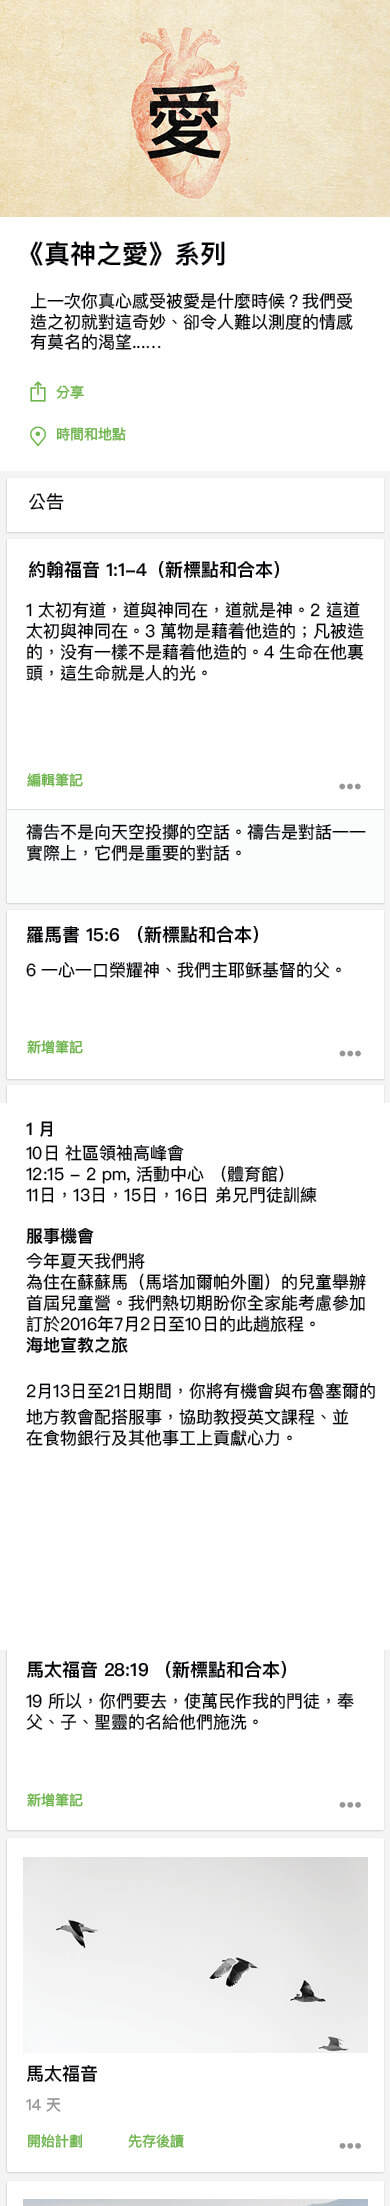 愛
《真神之愛》系列
上一次你真心感受被愛是什麼時候？我們受
造之初就對這奇妙、卻令人難以測度的情感
有莫名的渴望......
分享
時間和地點
公告
約翰福音 1:1–4（新標點和合本）
1 太初有道，道與神同在，道就是神。2 這道
太初與神同在。3 萬物是藉着他造的；凡被造
的，没有一樣不是藉着他造的。4 生命在他裏
頭，這生命就是人的光。
編輯筆記
禱告不是向天空投擲的空話。禱告是對話一一
實際上，它們是重要的對話。
羅馬書 15:6 （新標點和合本）
6 一心一口榮耀神、我們主耶穌基督的父。
新增筆記
1 月
10日 社區領袖高峰會
12:15 – 2 pm, 活動中心 （體育館）
11日，13日，15日，16日 弟兄門徒訓練
服事機會
今年夏天我們將
為住在蘇蘇馬（馬塔加爾帕外圍）的兒童舉辦
首屆兒童營。我們熱切期盼你全家能考慮參加
訂於2016年7月2日至10日的此趟旅程。
海地宣教之旅
2月13日至21日期間，你將有機會與布魯塞爾的
地方教會配搭服事，協助教授英文課程、並
在食物銀行及其他事工上貢獻心力。
馬太福音 28:19 （新標點和合本）
19 所以，你們要去，使萬民作我的門徒，奉
父、子、聖靈的名給他們施洗。
新增筆記
馬太福音
14 天
開始計劃 先存後讀